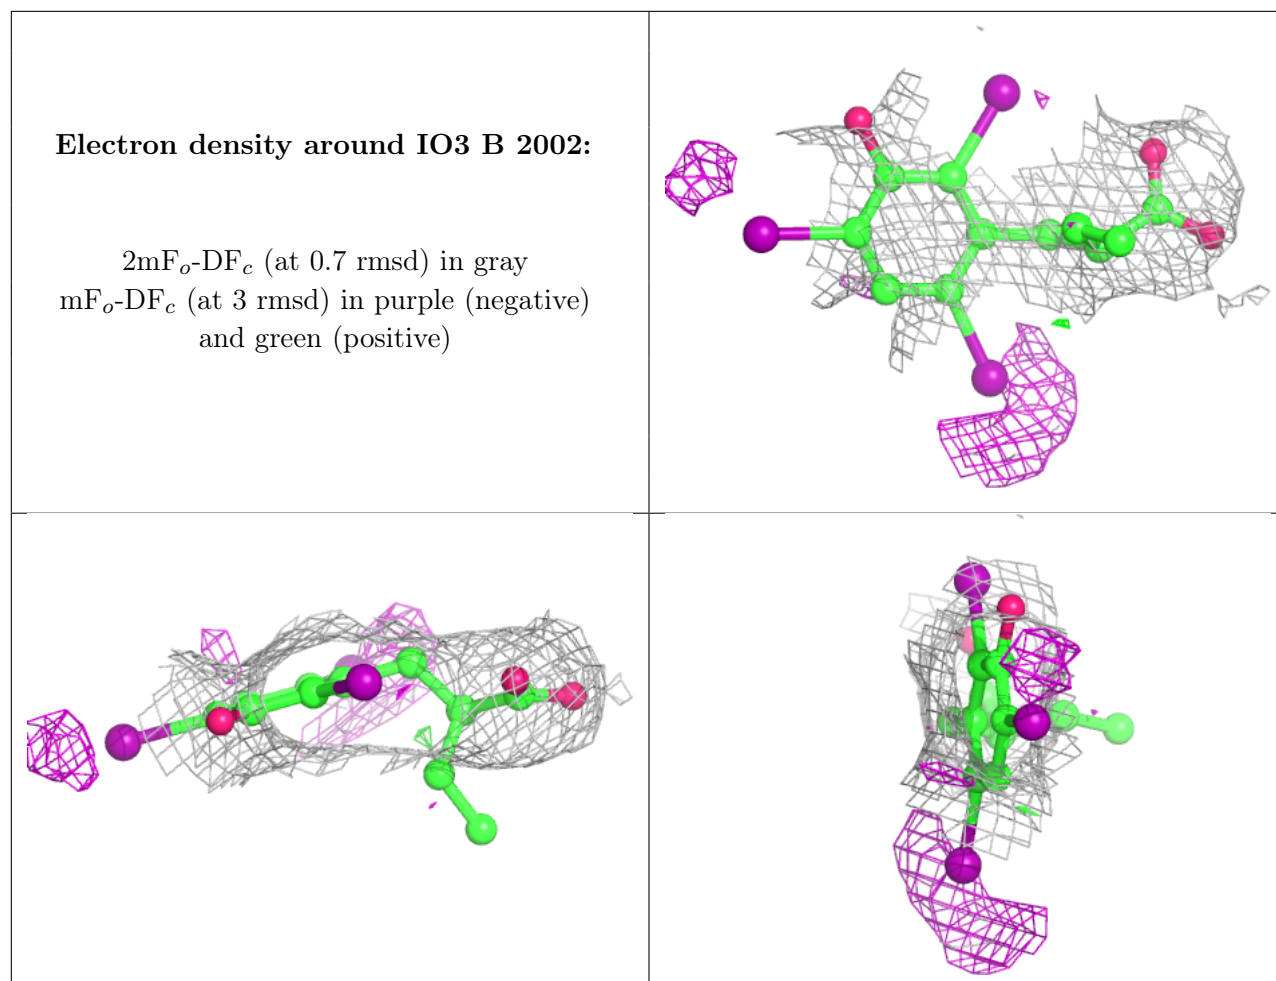 Electron density around IO3 B 2002:
2mFₒ-DF𝒸 (at 0.7 rmsd) in gray
mFₒ-DF𝒸 (at 3 rmsd) in purple (negative)
and green (positive)